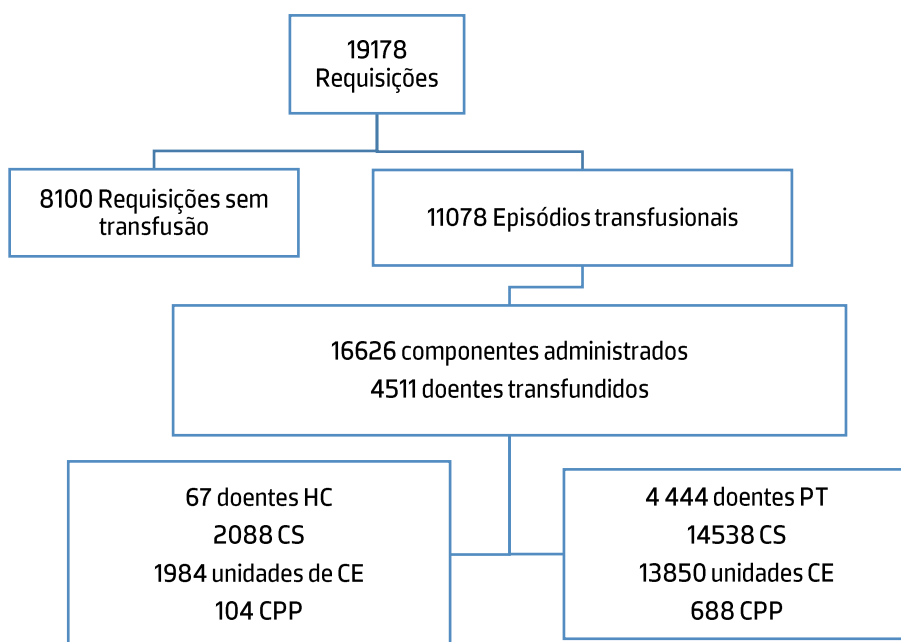 19178
Requisições
8100 Requisições sem
transfusão
11078 Episódios transfusionais
16626 componentes administrados
4511 doentes transfundidos
67 doentes HC
2088 CS
1984 unidades de CE
104 CPP
4 444 doentes PT
14538 CS
13850 unidades CE
688 CPP